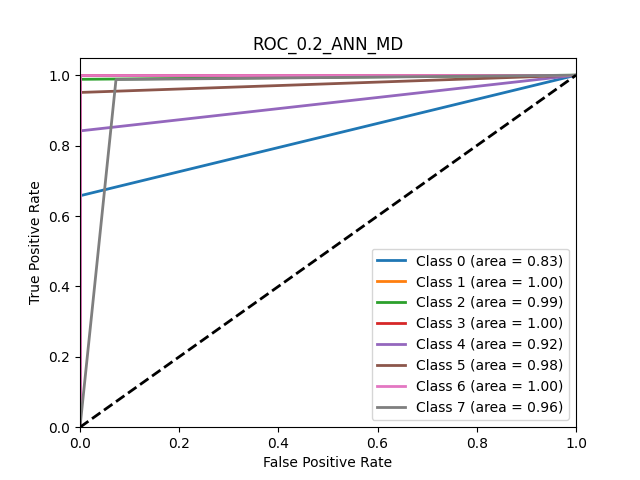 ROC_0.2_ANN_MD
1.0
0.8
0.6
0.4
0.2
0.0
True Positive Rate
Class 0 (area = 0.83)
Class 1 (area = 1.00)
Class 2 (area = 0.99)
Class 3 (area = 1.00)
Class 4 (area = 0.92)
Class 5 (area = 0.98)
Class 6 (area = 1.00)
Class 7 (area = 0.96)
0.0 0.2 0.4 0.6 0.8 1.0
False Positive Rate